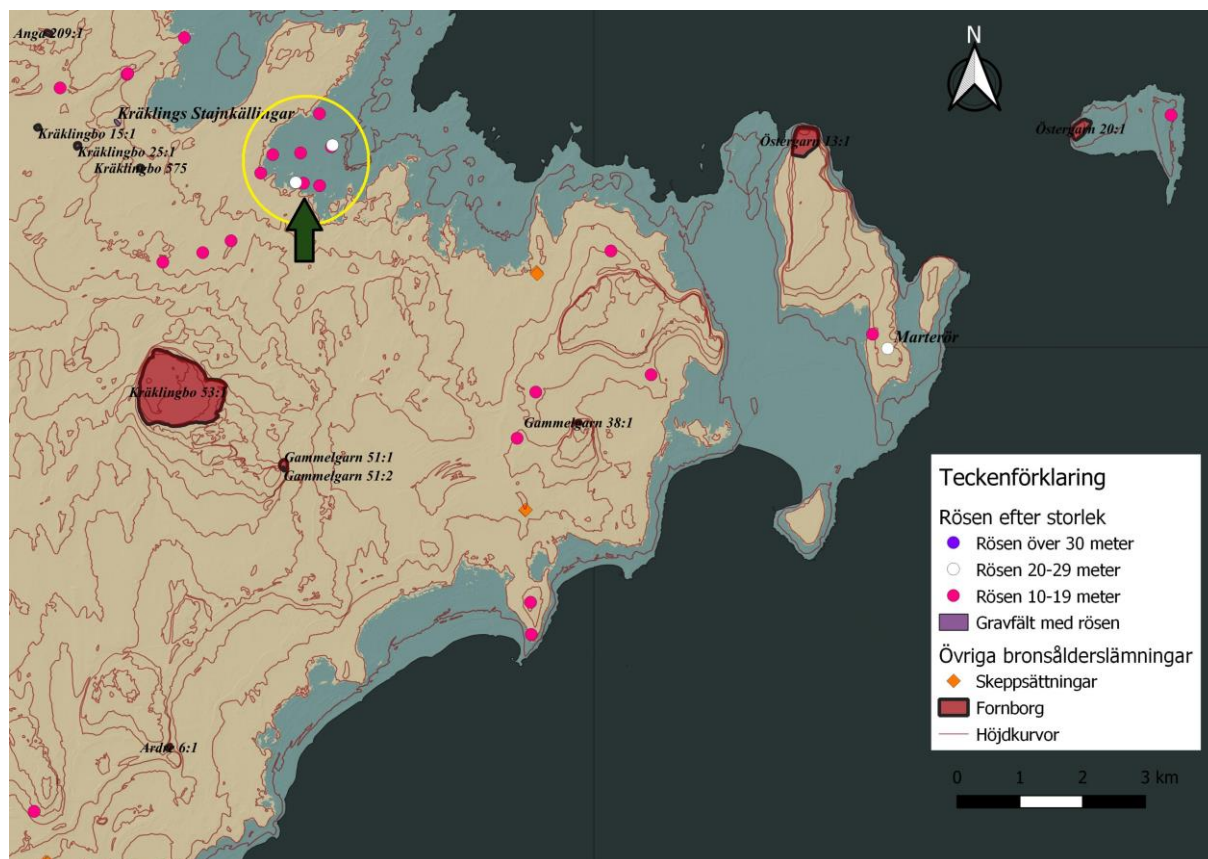 Anga 209:1
N
Kräklings Stajnkällingar
Kräklingbo 15:1
Kräklingbo 25:1
Kräklingbo 575
Östergarn 20:1
Östergarn 13:1
Marterör
Kräklingbo 53:1
Gammelgarn 38:1
Gammelgarn 51:1
Gammelgarn 51:2
Ardre 6:1
Teckenförklaring
Rösen efter storlek
Rösen över 30 meter
Rösen 20-29 meter
Rösen 10-19 meter
Gravfält med rösen
Övriga bronsålderslämningar
Skeppsättningar
Fornborg
Höjdkurvor
0 1 2 3 km